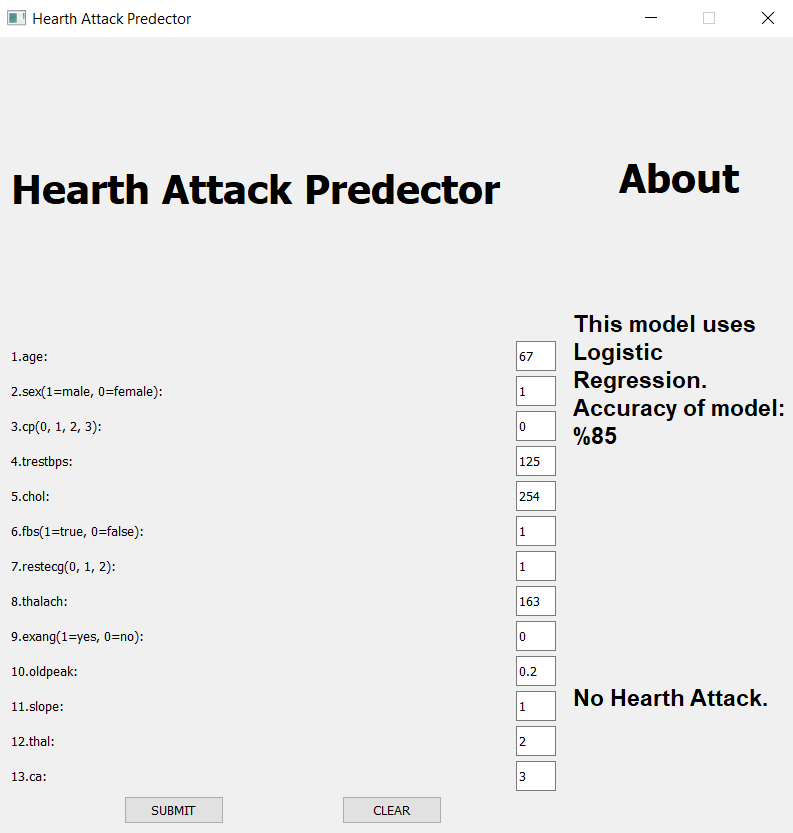 Hearth Attack Predector
Hearth Attack Predector
About
This model uses
Logistic
Regression.
Accuracy of model:
%85
1.age: 67
2.sex(1=male, 0=female): 1
3.cp(0, 1, 2, 3): 0
4.trestbps: 125
5.chol: 254
6.fbs(1=true, 0=false): 1
7.restecg(0, 1, 2): 1
8.thalach: 163
9.exang(1=yes, 0=no): 0
10.oldpeak: 0.2
11.slope: 1
No Hearth Attack.
12.thal: 2
13.ca: 3
SUBMIT CLEAR